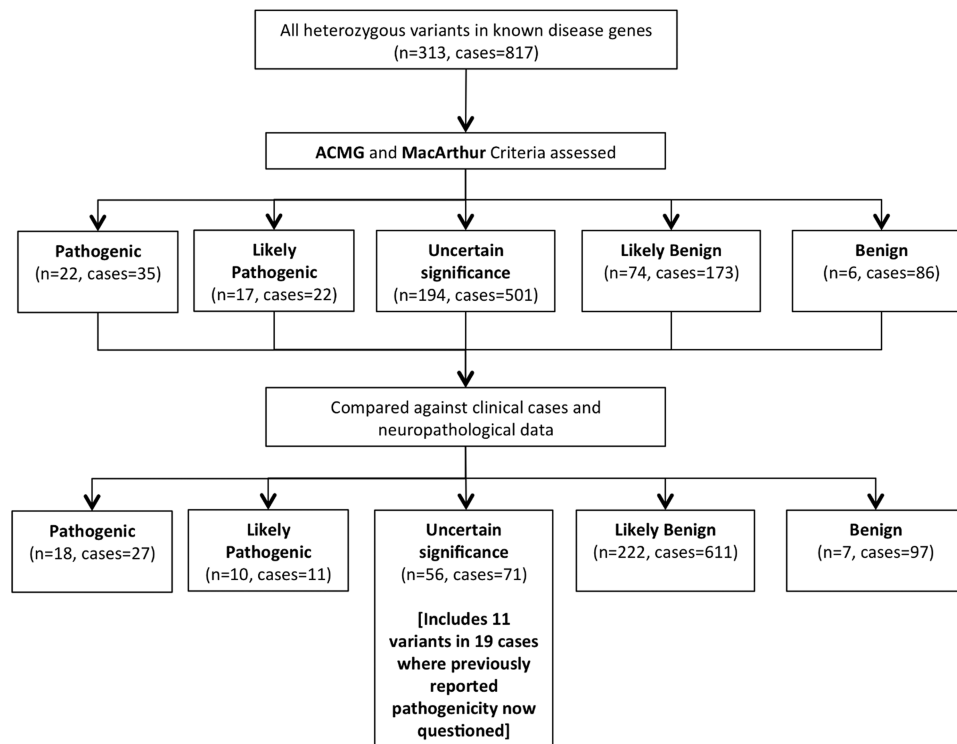 All heterozygous variants in known disease genes
(n=313, cases=817)
ACMG and MacArthur Criteria assessed
Pathogenic
(n=22, cases=35)
Likely
Pathogenic
(n=17, cases=22)
Uncertain
significance
(n=194, cases=501)
Likely Benign
(n=74, cases=173)
Benign
(n=6, cases=86)
Compared against clinical cases and
neuropathological data
Pathogenic
(n=18, cases=27)
Likely
Pathogenic
(n=10, cases=11)
Uncertain
significance
(n=56, cases=71)
[Includes 11
variants in 19 cases
where previously
reported
pathogenicity now
questioned]
Likely Benign
(n=222, cases=611)
Benign
(n=7, cases=97)